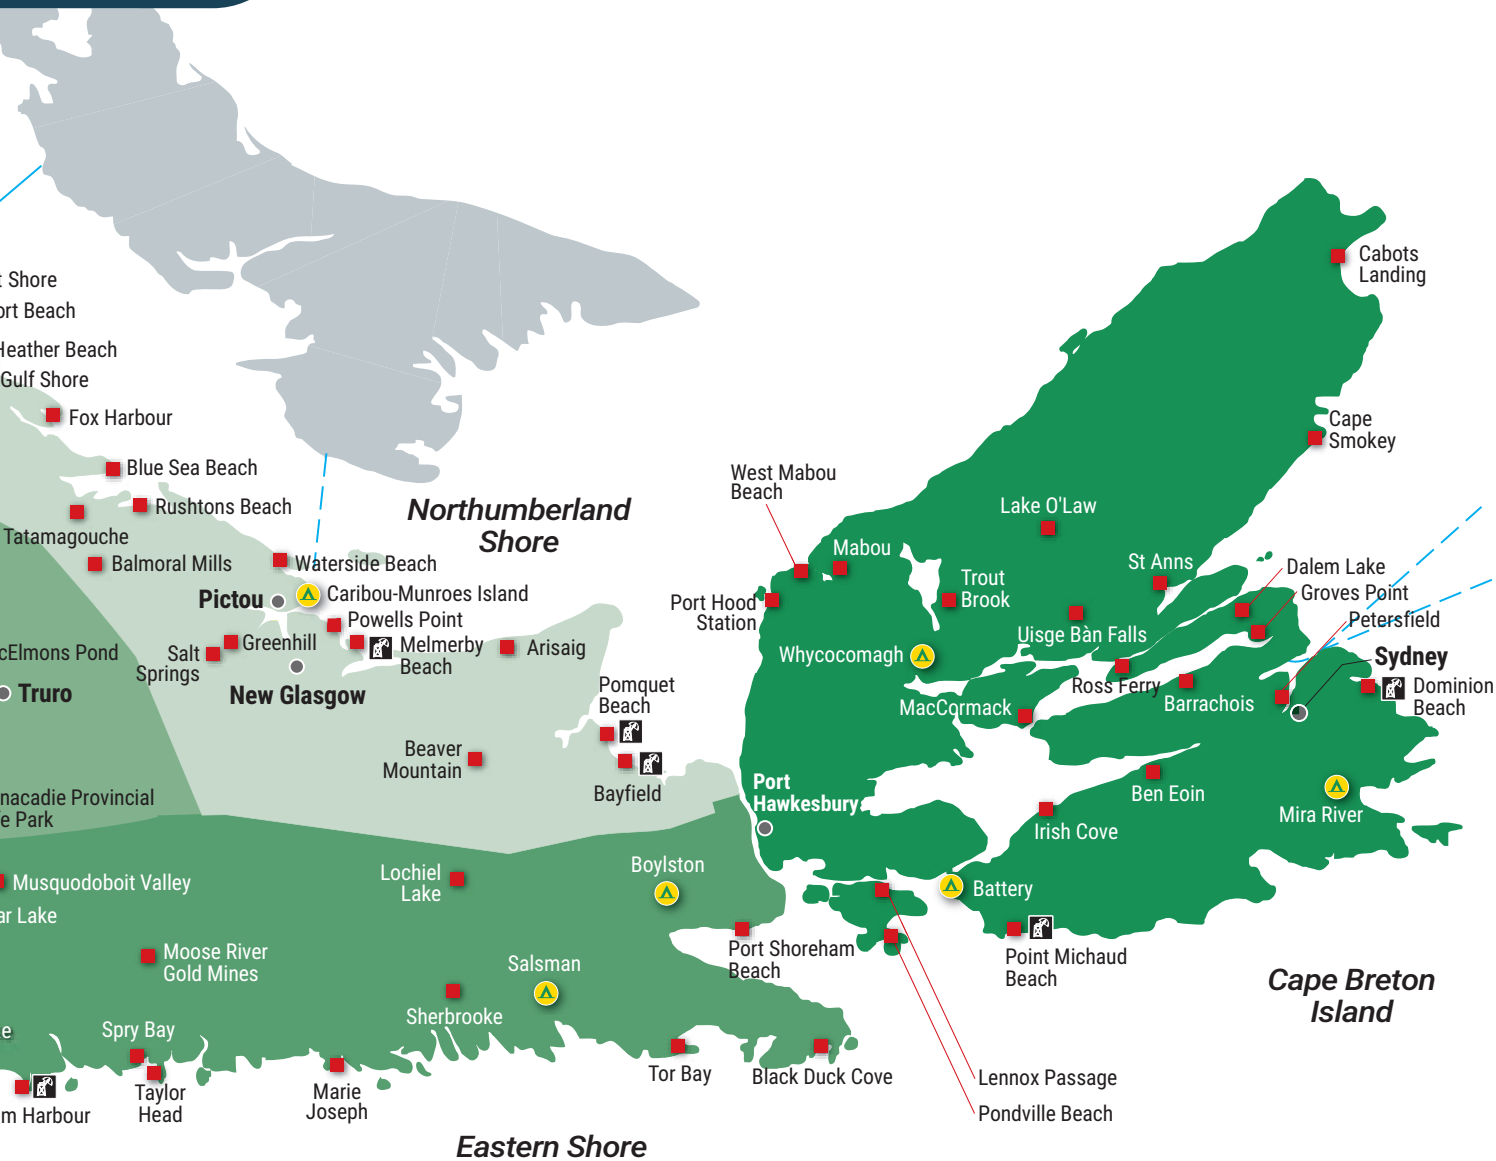 t Shore
ort Beach
Heather Beach
Gulf Shore
Fox Harbour
Blue Sea Beach
Rushtons Beach
Tatamagouche
Balmoral Mills
Waterside Beach
Pictou
Caribou-Munroes Island
Powells Point
Greenhill
Salt
Springs
Melmerby
Beach
Arisaig
cElmons Pond
Truro
New Glasgow
Northumberland
Shore
Pomquet
Beach
Beaver
Mountain
Bayfield
nacadie Provincial
e Park
Musquodoboit Valley
ar Lake
Lochiel
Lake
Boylston
Moose River
Gold Mines
Salsman
Sherbrooke
Port Shoreham
Beach
e
Spry Bay
Taylor
Head
m Harbour
Marie
Joseph
Tor Bay
Black Duck Cove
Eastern Shore
Cabots
Landing
Cape
Smokey
West Mabou
Beach
Lake O'Law
Mabou
St Anns
Trout
Brook
Port Hood
Station
Uisge Bàn Falls
Whycocomagh
Dalem Lake
Groves Point
Petersfield
Sydney
Dominion
Beach
Ross Ferry
Barrachois
MacCormack
Port
Hawkesbury
Ben Eoin
Irish Cove
Mira River
Battery
Point Michaud
Beach
Cape Breton
Island
Lennox Passage
Pondville Beach